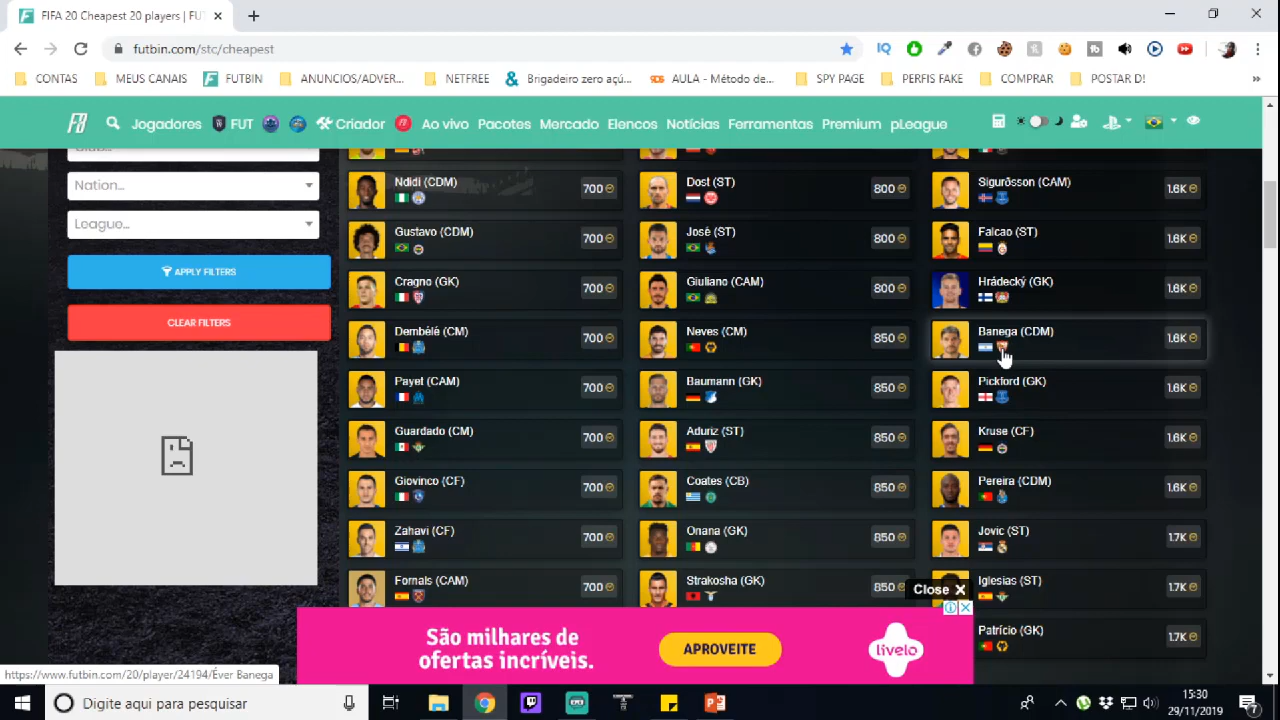 FIFA 20 Cheapest 20 players | FUT
futbin.com/stc/cheapest
CONTAS
MEUS CANAIS
FUTBIN
ANUNCIOS/ADVER...
NETFREE
Brigadeiro zero açú...
AULA - Método de...
SPY PAGE
PERFIS FAKE
COMPRAR
POSTAR D!
»
Jogadores
FUT
Criador
Ao vivo
Pacotes
Mercado
Elencos
Notícias
Ferramentas
Premium
pLeague
Nation...
League...
APPLY FILTERS
CLEAR FILTERS
Ndidi (CDM) 700
Gustavo (CDM) 700
Cragno (GK) 700
Dembélé (CM) 700
Payet (CAM) 700
Guardado (CM) 700
Giovinco (CF) 700
Zahavi (CF) 700
Fornals (CAM) 700
Dost (ST) 800
José (ST) 800
Giuliano (CAM) 800
Neves (CM) 850
Baumann (GK) 850
Aduriz (ST) 850
Coates (CB) 850
Onana (GK) 850
Strakosha (GK) 850
Sigurðsson (CAM) 1.6K
Falcao (ST) 1.6K
Hrádecký (GK) 1.6K
Banega (CDM) 1.6K
Pickford (GK) 1.6K
Kruse (CF) 1.6K
Pereira (CDM) 1.6K
Jovic (ST) 1.7K
Iglesias (ST) 1.7K
Patrício (GK) 1.7K
Close X
São milhares de
ofertas incríveis.
APROVEITE
livelo
https://www.futbin.com/20/player/24194/Éver Banega
Digite aqui para pesquisar
15:30
29/11/2019
7